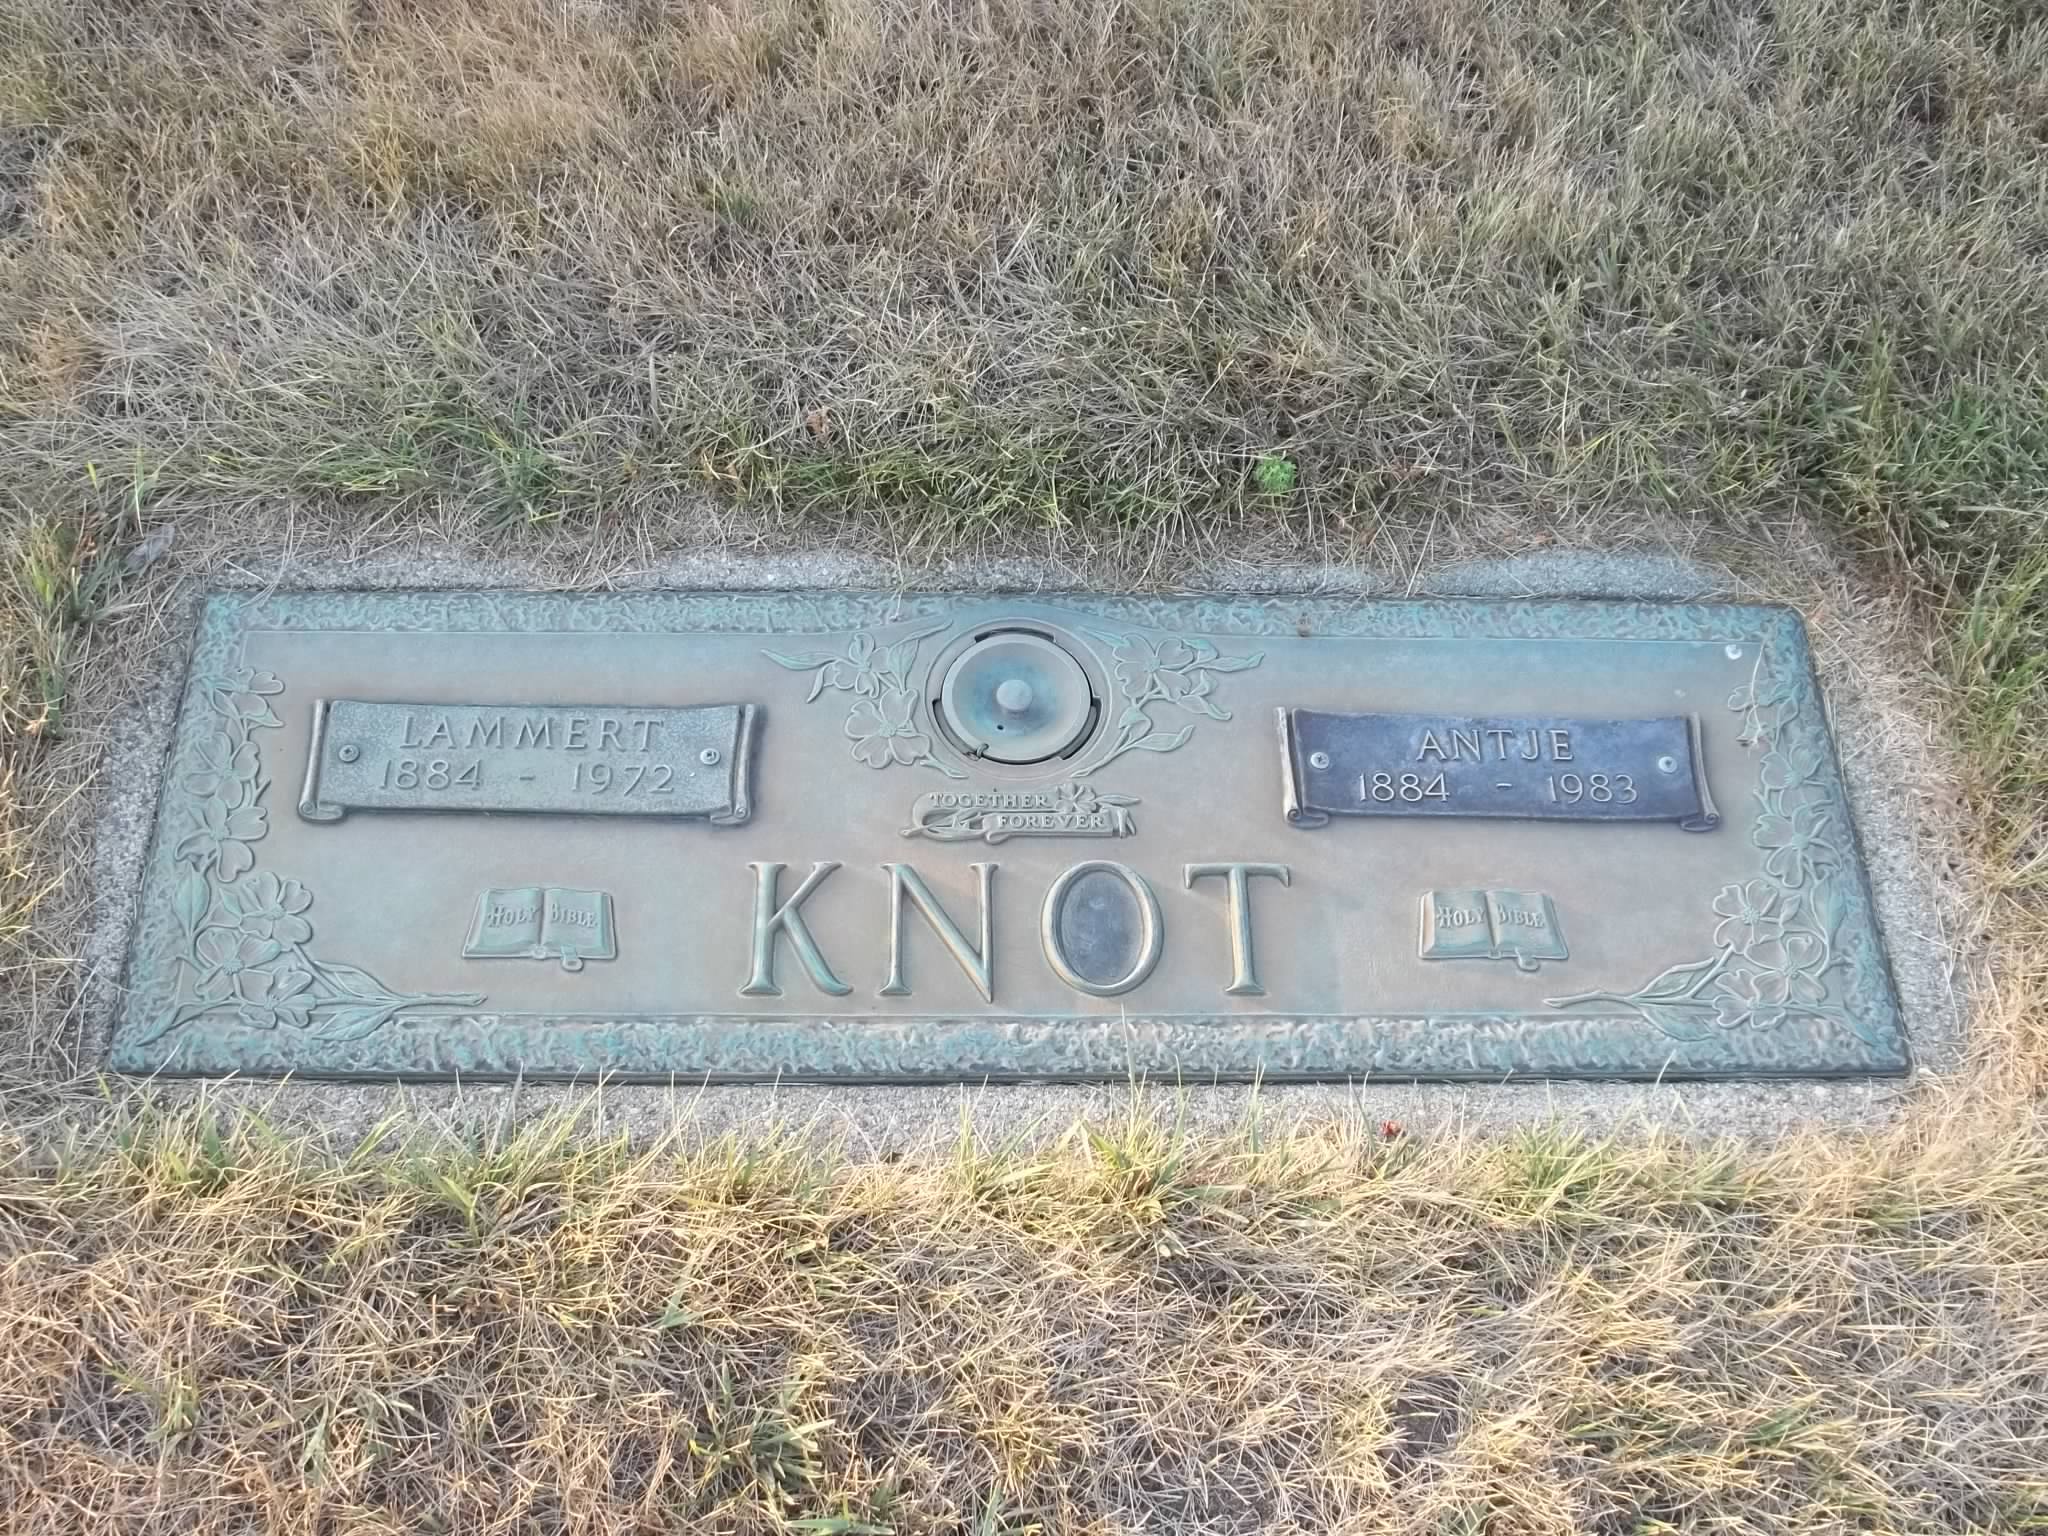 LAMMERT
1884 - 1972
ANTJE
1884 - 1983
TOGETHER
FOREVER
HOLY BIBLE
KNOT
HOLY BIBLE